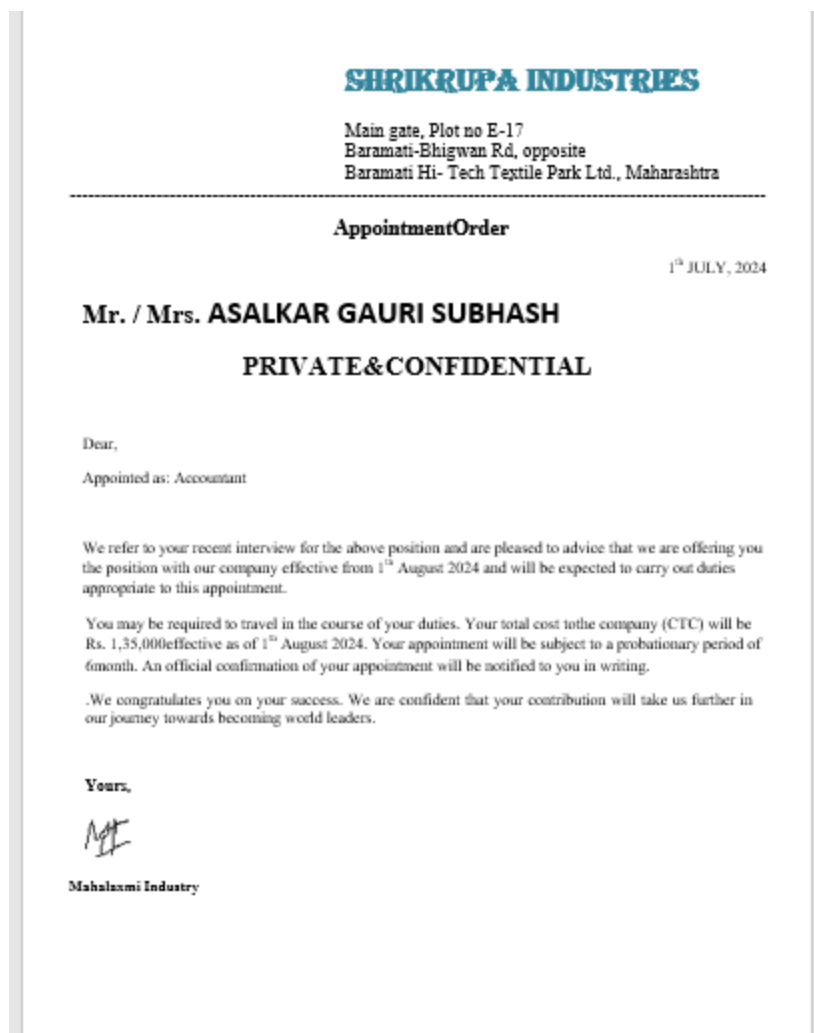 SHRIKRUPA INDUSTRIES
Main gate, Plot no E-17
Baramati-Bhigwan Rd, opposite
Baramati Hi- Tech Textile Park Ltd., Maharashtra
AppointmentOrder
1th JULY, 2024
Mr. / Mrs. ASALKAR GAURI SUBHASH
PRIVATE&CONFIDENTIAL
Dear,
Appointed as: Accountant
We refer to your recent interview for the above position and are pleased to advice that we are offering you
the position with our company effective from 1th August 2024 and will be expected to carry out duties
appropriate to this appointment.
You may be required to travel in the course of your duties. Your total cost tothe company (CTC) will be
Rs. 1,35,000effective as of 1th August 2024. Your appointment will be subject to a probationary period of
6month. An official confirmation of your appointment will be notified to you in writing.
.We congratulates you on your success. We are confident that your contribution will take us further in
our journey towards becoming world leaders.
Yours,
Mahalaxmi Industry